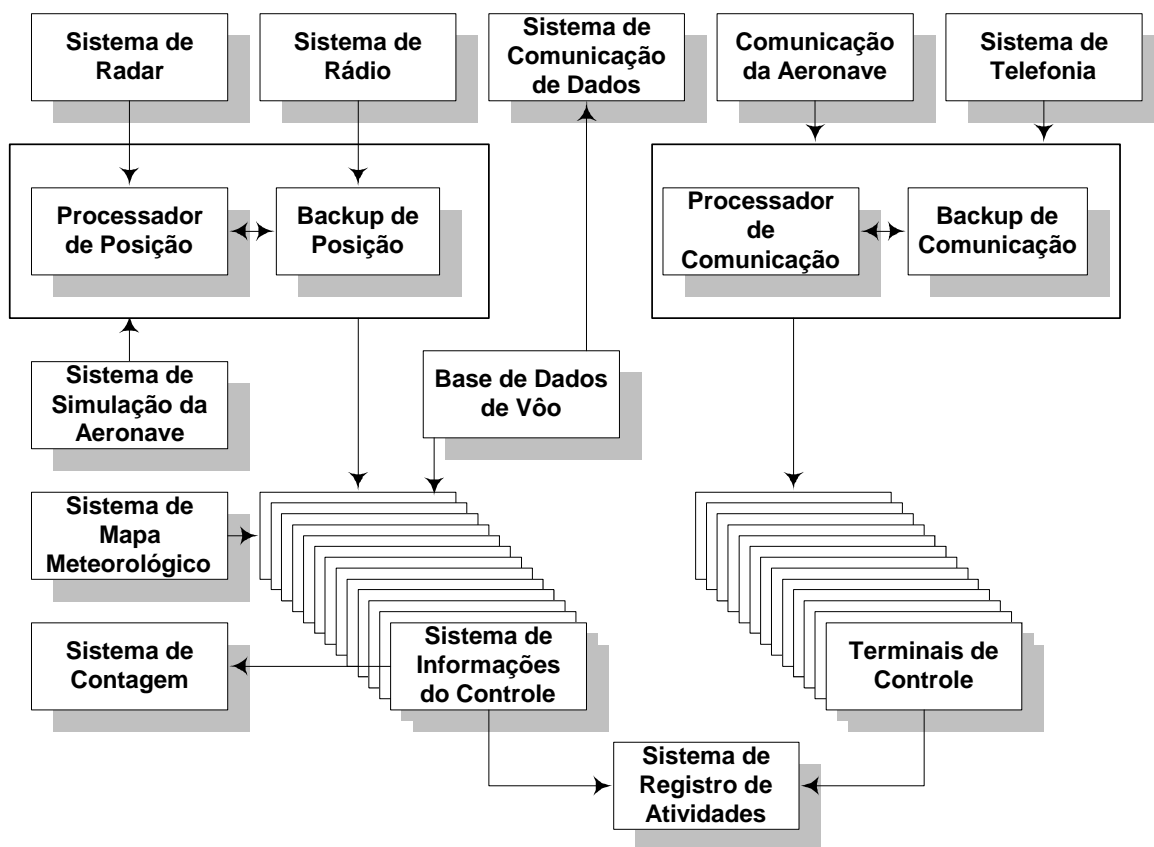 Sistema de
Radar
Sistema de
Rádio
Sistema de
Comunicação
de Dados
Comunicação
da Aeronave
Sistema de
Telefonia
Processador
de Posição
Backup de
Posição
Processador
de
Comunicação
Backup de
Comunicação
Sistema de
Simulação da
Aeronave
Base de Dados
de Vôo
Sistema de
Mapa
Meteorológico
Sistema de
Contagem
Sistema de
Informações
do Controle
Terminais de
Controle
Sistema de
Registro de
Atividades